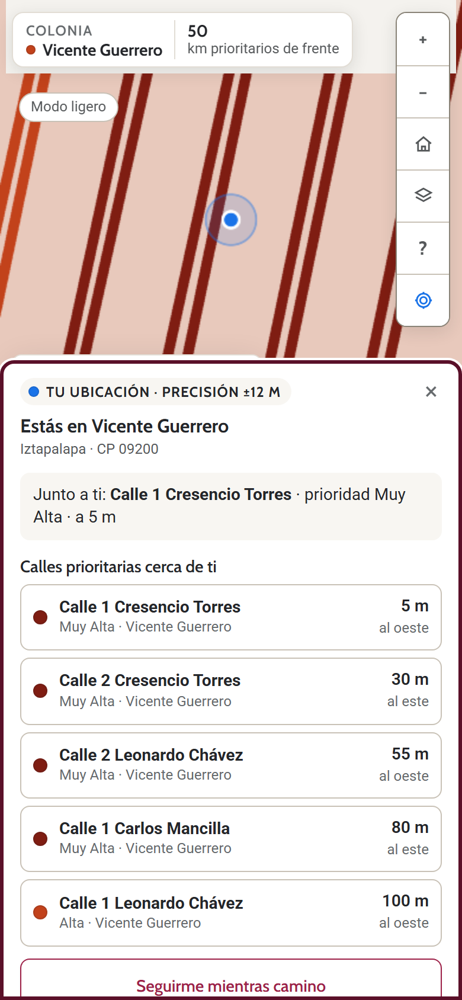 COLONIA
Vicente Guerrero
50
km prioritarios de frente
+
−
Modo ligero
?
TU UBICACIÓN · PRECISIÓN ±12 M
×
Estás en Vicente Guerrero
Iztapalapa · CP 09200
Junto a ti: Calle 1 Cresencio Torres · prioridad Muy
Alta · a 5 m
Calles prioritarias cerca de ti
Calle 1 Cresencio Torres
Muy Alta · Vicente Guerrero
5 m
al oeste
Calle 2 Cresencio Torres
Muy Alta · Vicente Guerrero
30 m
al este
Calle 2 Leonardo Chávez
Muy Alta · Vicente Guerrero
55 m
al oeste
Calle 1 Carlos Mancilla
Muy Alta · Vicente Guerrero
80 m
al este
Calle 1 Leonardo Chávez
Alta · Vicente Guerrero
100 m
al oeste
Seguirme mientras camino